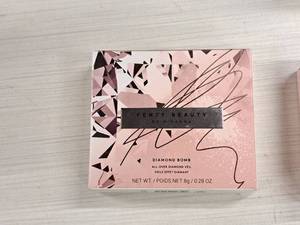 FENTY BEAUTY
BY RIHANNA
DIAMOND BOMB
ALL-OVER DIAMOND VEIL
VOILE EFFET DIAMANT
NET WT / POIDS NET 8g / 0.28 OZ